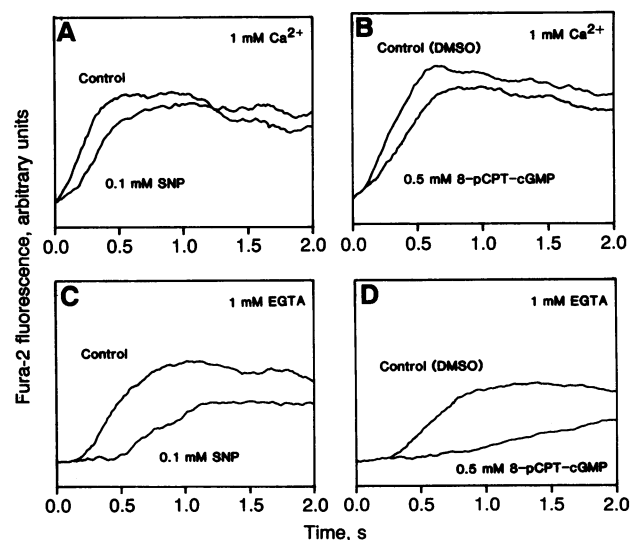 Fura-2 fluorescence, arbitrary units
A
1 mM Ca2+
Control
0.1 mM SNP
0.0 0.5 1.0 1.5 2.0
B
1 mM Ca2+
Control (DMSO)
0.5 mM 8-pCPT-cGMP
0.0 0.5 1.0 1.5 2.0
C
1 mM EGTA
Control
0.1 mM SNP
0.0 0.5 1.0 1.5 2.0
D
1 mM EGTA
Control (DMSO)
0.5 mM 8-pCPT-cGMP
0.0 0.5 1.0 1.5 2.0
Time, s